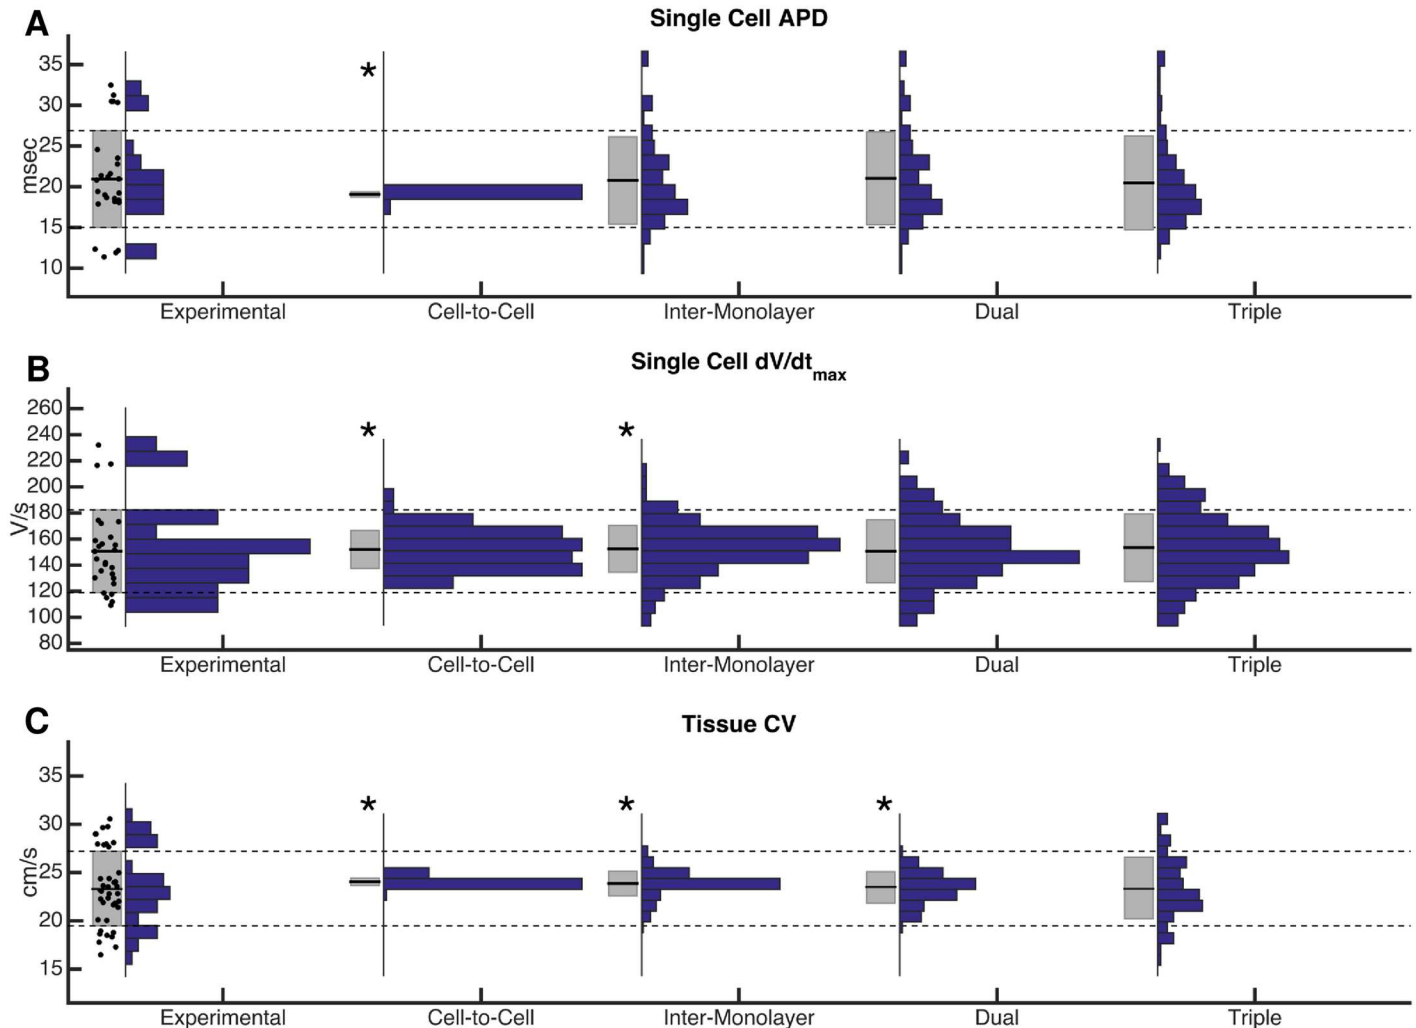 A
Single Cell APD
msec
35
30
25
20
15
10
*
Experimental Cell-to-Cell Inter-Monolayer Dual Triple
B
Single Cell dV/dtmax
V/s
260
240
220
200
180
160
140
120
100
80
* *
Experimental Cell-to-Cell Inter-Monolayer Dual Triple
C
Tissue CV
cm/s
35
30
25
20
15
* * *
Experimental Cell-to-Cell Inter-Monolayer Dual Triple